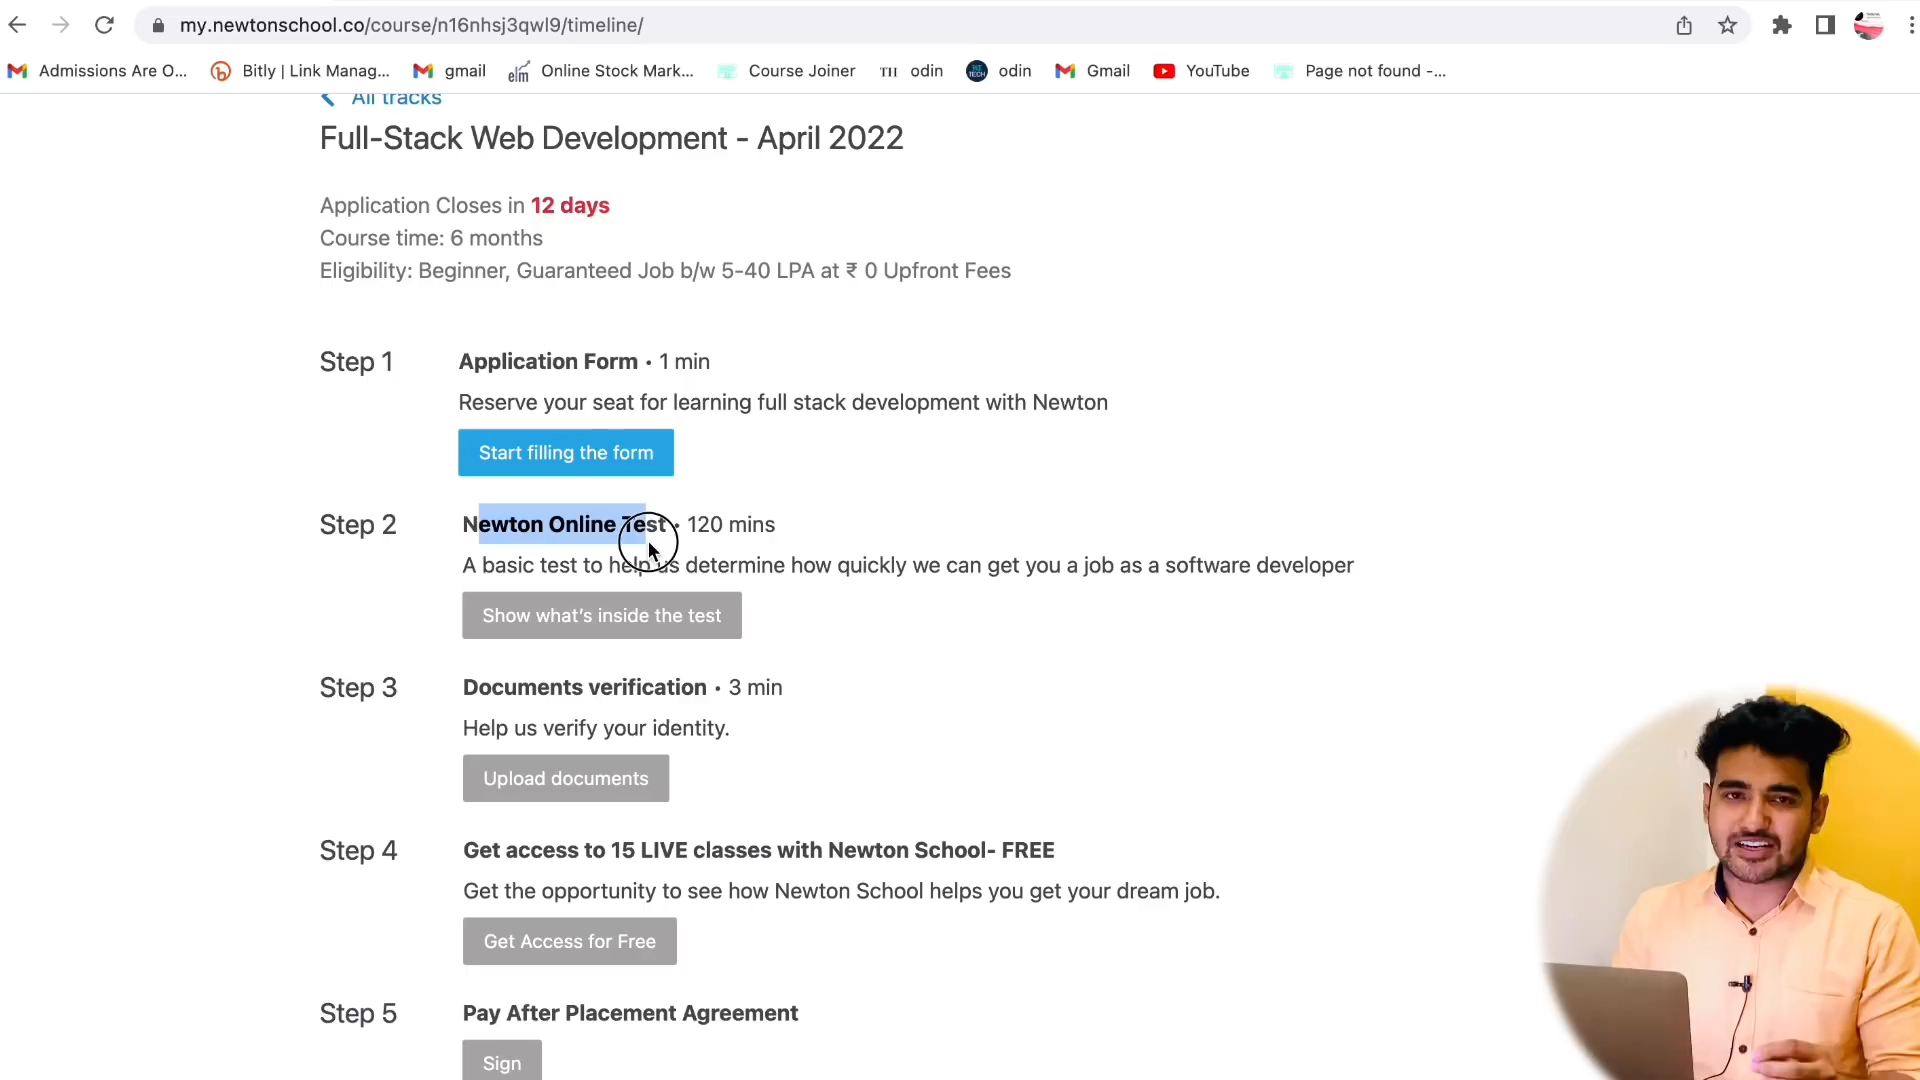 my.newtonschool.co/course/n16nhsj3qwl9/timeline/
Admissions Are O... Bitly | Link Manag... gmail elm Online Stock Mark... Course Joiner TH odin odin Gmail YouTube Page not found -...
All tracks
Full-Stack Web Development - April 2022
Application Closes in 12 days
Course time: 6 months
Eligibility: Beginner, Guaranteed Job b/w 5-40 LPA at ₹ 0 Upfront Fees
Step 1 Application Form • 1 min
Reserve your seat for learning full stack development with Newton
Start filling the form
Step 2 Newton Online Test • 120 mins
A basic test to help us determine how quickly we can get you a job as a software developer
Show what's inside the test
Step 3 Documents verification • 3 min
Help us verify your identity.
Upload documents
Step 4 Get access to 15 LIVE classes with Newton School- FREE
Get the opportunity to see how Newton School helps you get your dream job.
Get Access for Free
Step 5 Pay After Placement Agreement
Sign